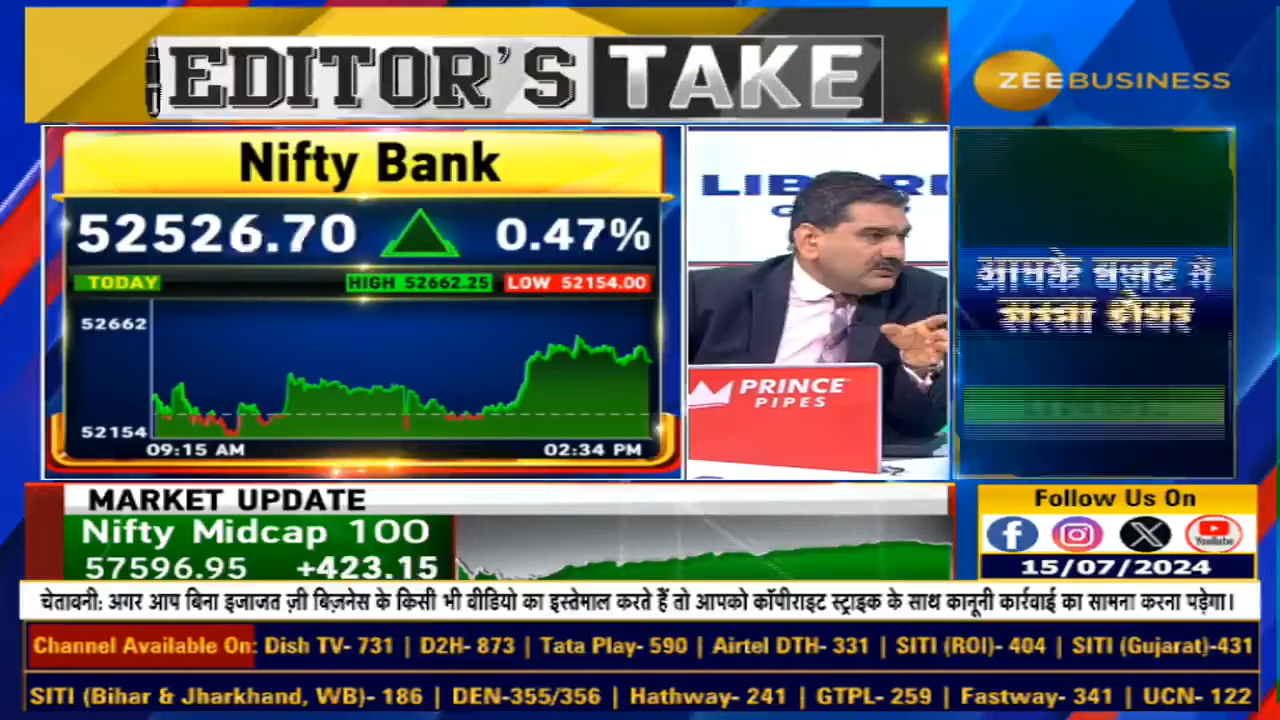 EDITOR'S TAKE
ZEEBUSINESS
Nifty Bank
52526.70 0.47%
TODAY HIGH 52662.25 LOW 52154.00
52662
52154
09:15 AM 02:34 PM
PRINCE
PIPES
आपके बजट में
सस्ता शेयर
MARKET UPDATE
Nifty Midcap 100
57596.95 +423.15
Follow Us On
YouTube
15/07/2024
चेतावनी: अगर आप बिना इजाजत ज़ी बिज़नेस के किसी भी वीडियो का इस्तेमाल करते हैं तो आपको कॉपीराइट स्ट्राइक के साथ कानूनी कार्रवाई का सामना करना पड़ेगा।
Channel Available On: Dish TV- 731 | D2H- 873 | Tata Play- 590 | Airtel DTH- 331 | SITI (ROI)- 404 | SITI (Gujarat)-431
SITI (Bihar & Jharkhand, WB)- 186 | DEN-355/356 | Hathway- 241 | GTPL- 259 | Fastway- 341 | UCN- 122